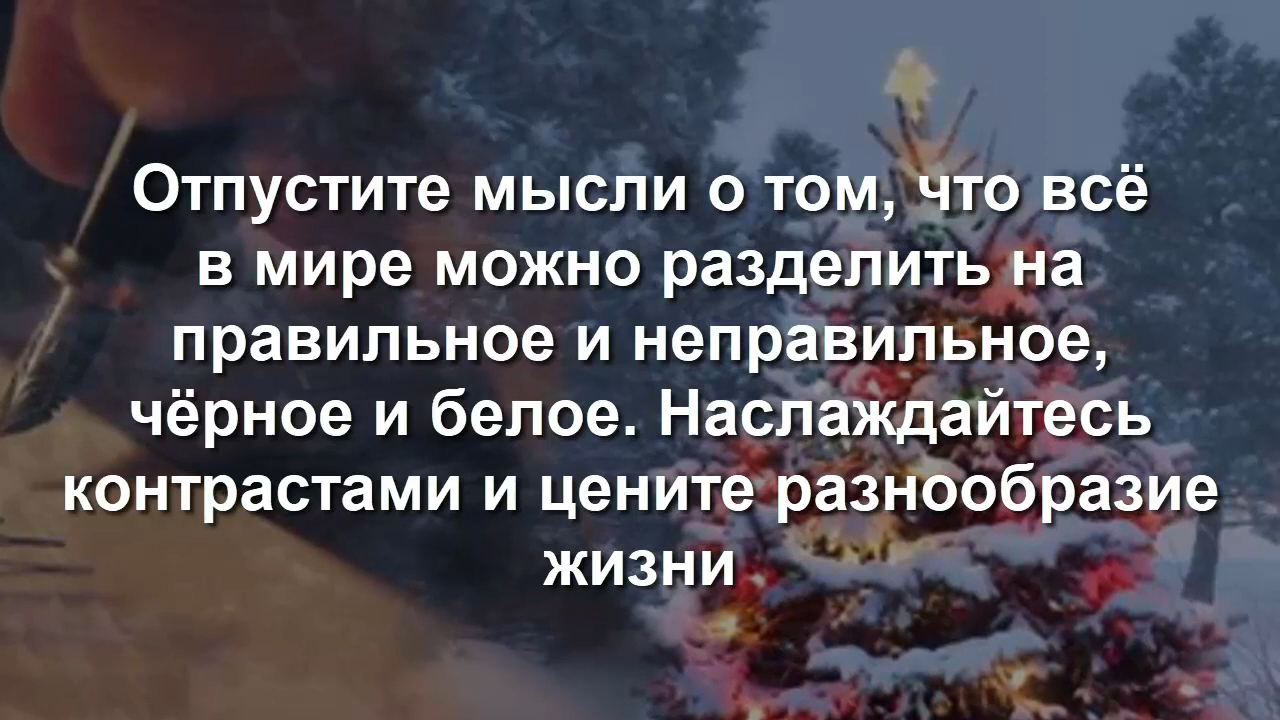 Отпустите мысли о том, что всё
в мире можно разделить на
правильное и неправильное,
чёрное и белое. Наслаждайтесь
контрастами и цените разнообразие
жизни